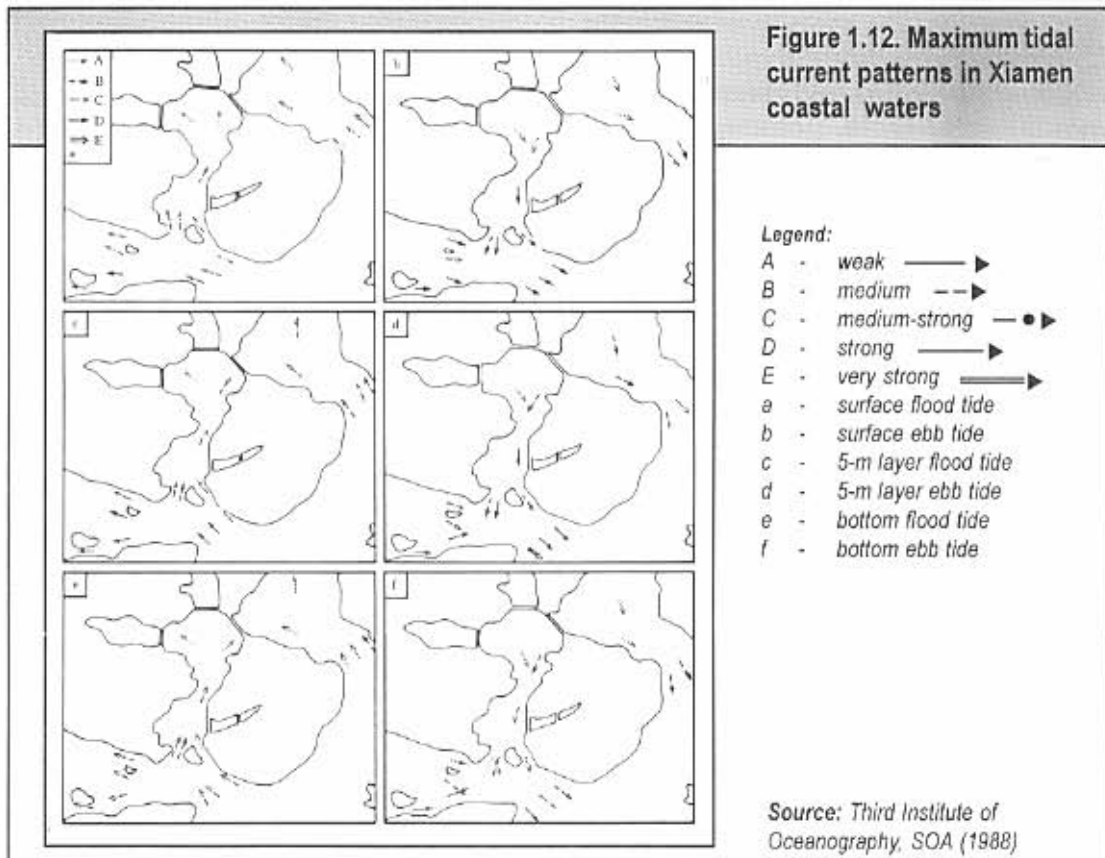 Figure 1.12. Maximum tidal
current patterns in Xiamen
coastal waters
A
B
C
D
E
b
c
d
e
f
Legend:
A - weak
B - medium
C - medium-strong
D - strong
E - very strong
a - surface flood tide
b - surface ebb tide
c - 5-m layer flood tide
d - 5-m layer ebb tide
e - bottom flood tide
f - bottom ebb tide
Source: Third Institute of
Oceanography, SOA (1988)